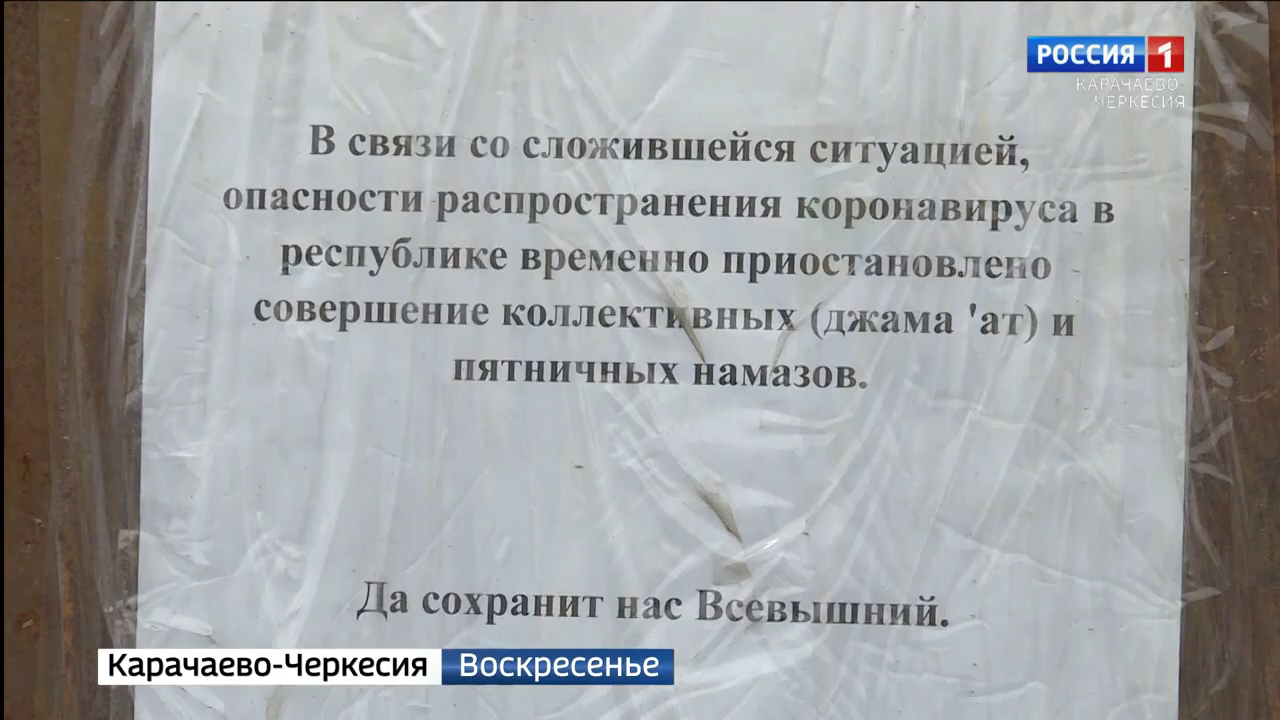 РОССИЯ 1
КАРАЧАЕВО-
ЧЕРКЕСИЯ
В связи со сложившейся ситуацией,
опасности распространения коронавируса в
республике временно приостановлено
совершение коллективных (джама 'ат) и
пятничных намазов.
Да сохранит нас Всевышний.
Карачаево-Черкесия Воскресенье